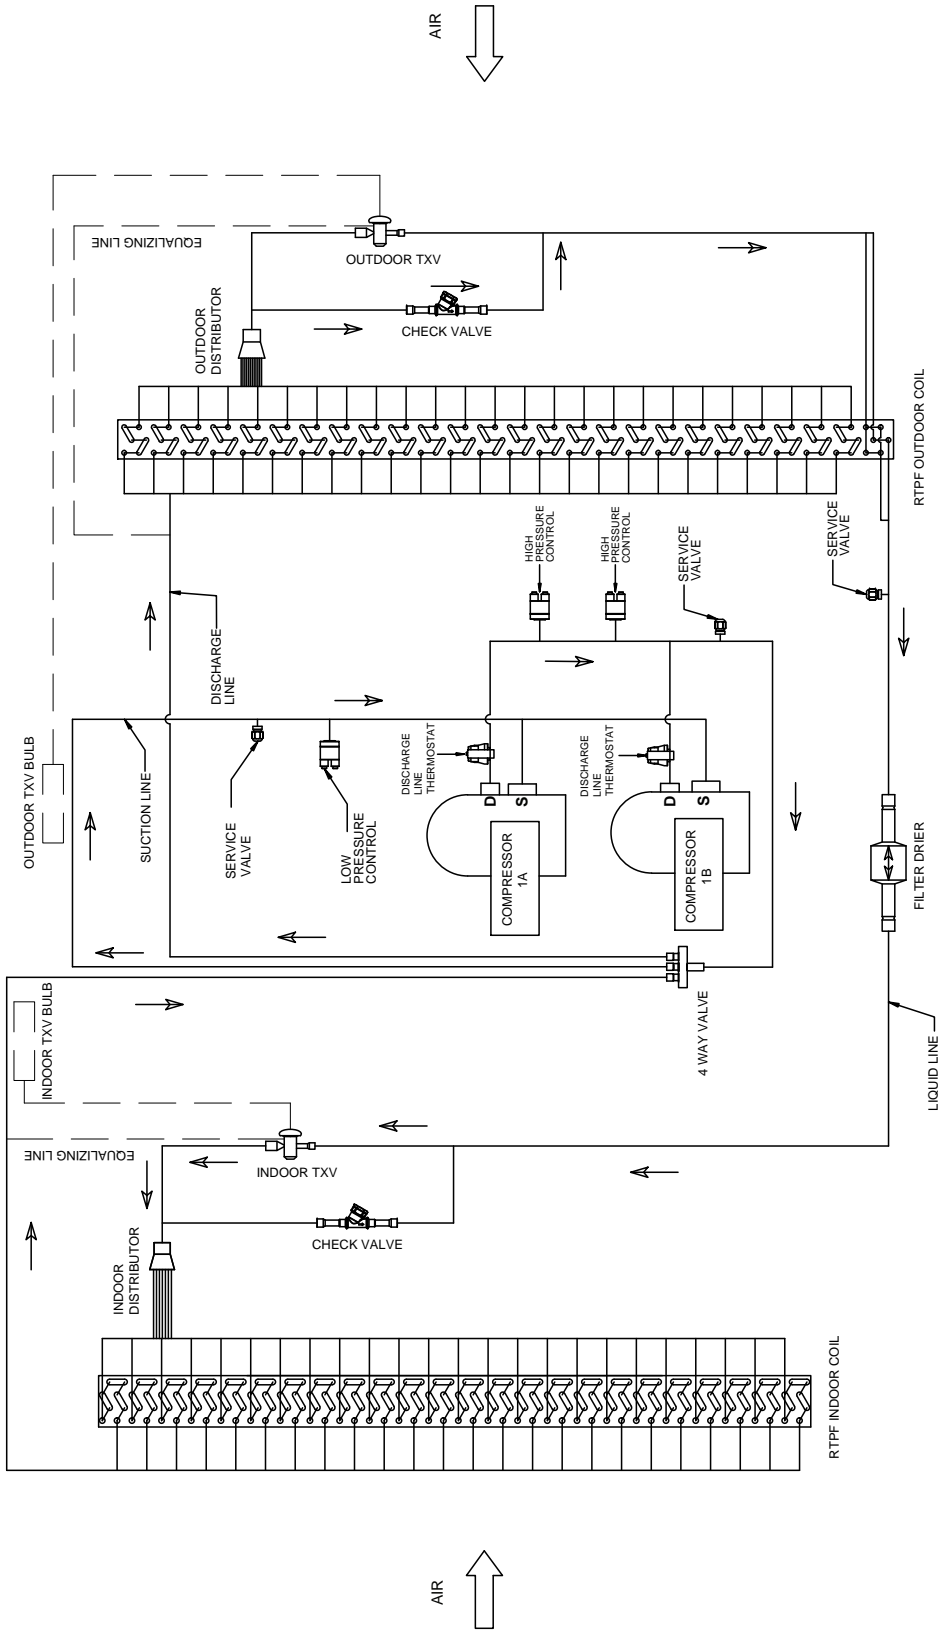 AIR
EQUALIZING LINE
OUTDOOR TXV
OUTDOOR
DISTRIBUTOR
CHECK VALVE
RTPF OUTDOOR COIL
HIGH
PRESSURE
CONTROL
HIGH
PRESSURE
CONTROL
SERVICE
VALVE
SERVICE
VALVE
DISCHARGE
LINE
OUTDOOR TXV BULB
SUCTION LINE
SERVICE
VALVE
LOW
PRESSURE
CONTROL
DISCHARGE
LINE
THERMOSTAT
DISCHARGE
LINE
THERMOSTAT
D
S
COMPRESSOR
1A
D
S
COMPRESSOR
1B
FILTER DRIER
INDOOR TXV BULB
4 WAY VALVE
LIQUID LINE
EQUALIZING LINE
INDOOR TXV
INDOOR
DISTRIBUTOR
CHECK VALVE
RTPF INDOOR COIL
AIR